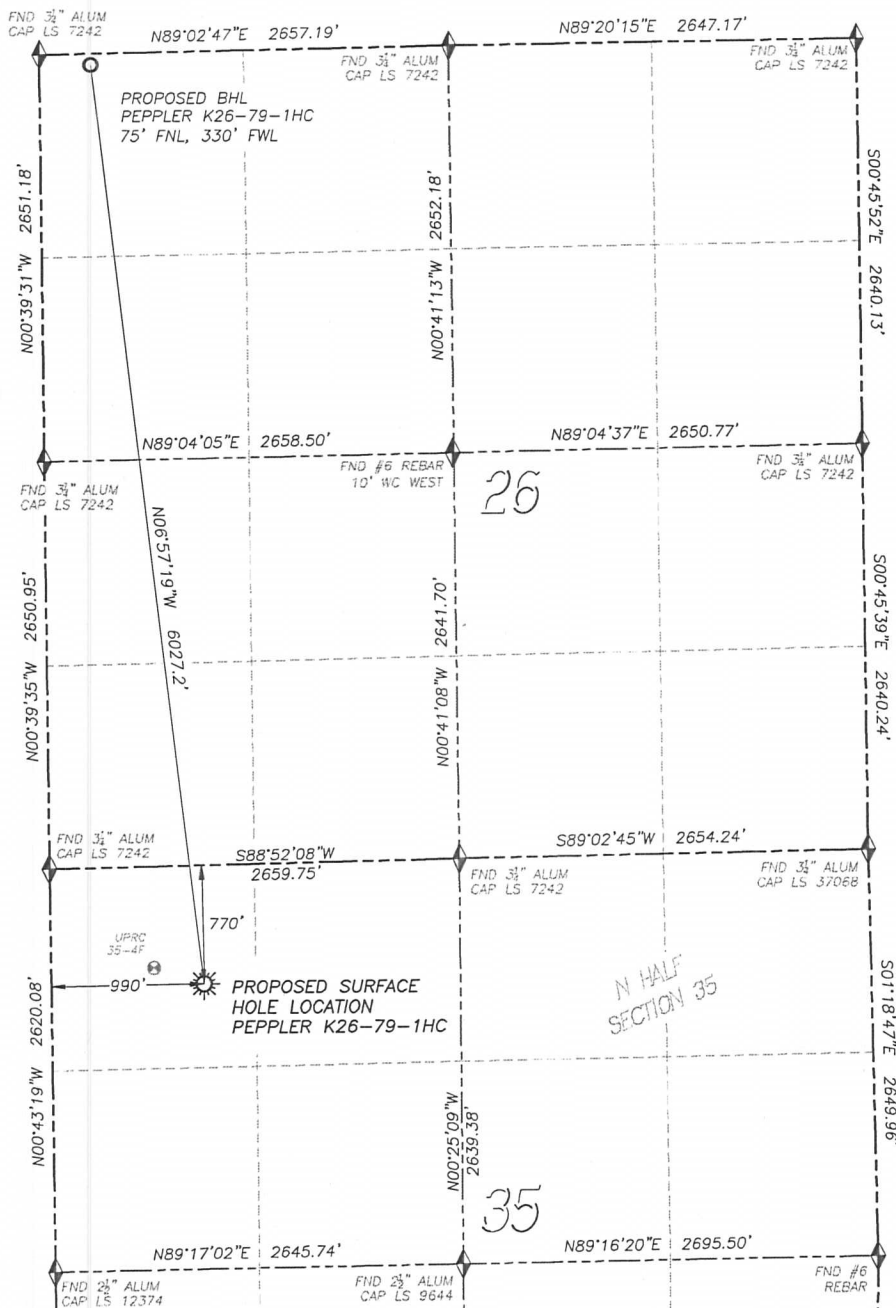 FND 3¼" ALUM
CAP LS 7242
N89°02'47"E 2657.19'
N89°20'15"E 2647.17'
FND 3¼" ALUM
CAP LS 7242
FND 3¼" ALUM
CAP LS 7242
PROPOSED BHL
PEPPLER K26-79-1HC
75' FNL, 330' FWL
N00°39'31"W 2651.18'
N00°41'13"W 2652.18'
S00°45'52"E 2640.13'
N89°04'05"E 2658.50'
N89°04'37"E 2650.77'
FND 3¼" ALUM
CAP LS 7242
FND #6 REBAR
10' WC WEST
FND 3¼" ALUM
CAP LS 7242
26
N06°57'19"W 6027.2'
N00°39'35"W 2650.95'
N00°41'08"W 2641.70'
S00°45'39"E 2640.24'
FND 3¼" ALUM
CAP LS 7242
S88°52'08"W
2659.75'
S89°02'45"W 2654.24'
FND 3¼" ALUM
CAP LS 7242
FND 3¼" ALUM
CAP LS 37068
770'
UPRC
35-4F
990'
PROPOSED SURFACE
HOLE LOCATION
PEPPLER K26-79-1HC
N HALF
SECTION 35
N00°43'19"W 2620.08'
N00°25'09"W
2639.38'
S01°18'47"E 2649.96'
35
N89°17'02"E 2645.74'
N89°16'20"E 2695.50'
FND 2½" ALUM
CAP LS 12374
FND 2½" ALUM
CAP LS 9644
FND #6
REBAR